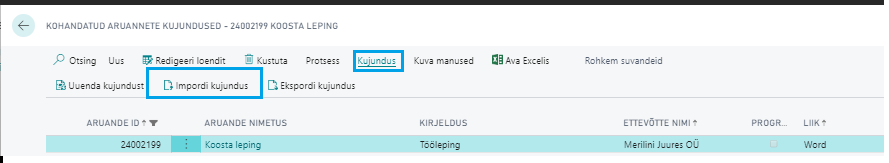 KOHANDATUD ARUANNETE KUJUNDUSED - 24002199 KOOSTA LEPING
Otsing Uus Redigeeri loendit Kustuta Protsess Kujundus Kuva manused Ava Excelis Rohkem suvandeid
Uuenda kujundust Impordi kujundus Ekspordi kujundus
ARUANDE ID ↑ ARUANDE NIMETUS KIRJELDUS ETTEVÕTTE NIMI ↑ PROGR... LIIK ↑
24002199 Koosta leping Tööleping Merilini Juures OÜ Word